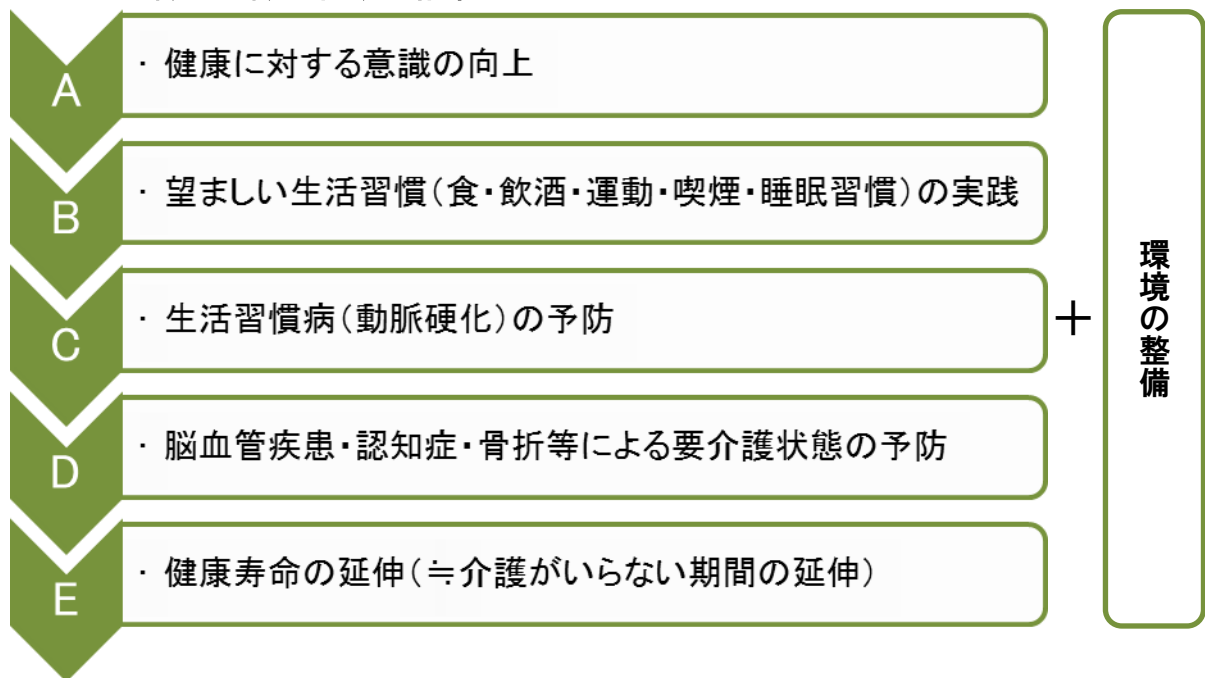 A
・健康に対する意識の向上
B
・望ましい生活習慣(食・飲酒・運動・喫煙・睡眠習慣)の実践
C
・生活習慣病(動脈硬化)の予防
D
・脳血管疾患・認知症・骨折等による要介護状態の予防
E
・健康寿命の延伸(≒介護がいらない期間の延伸)
+
環境の整備